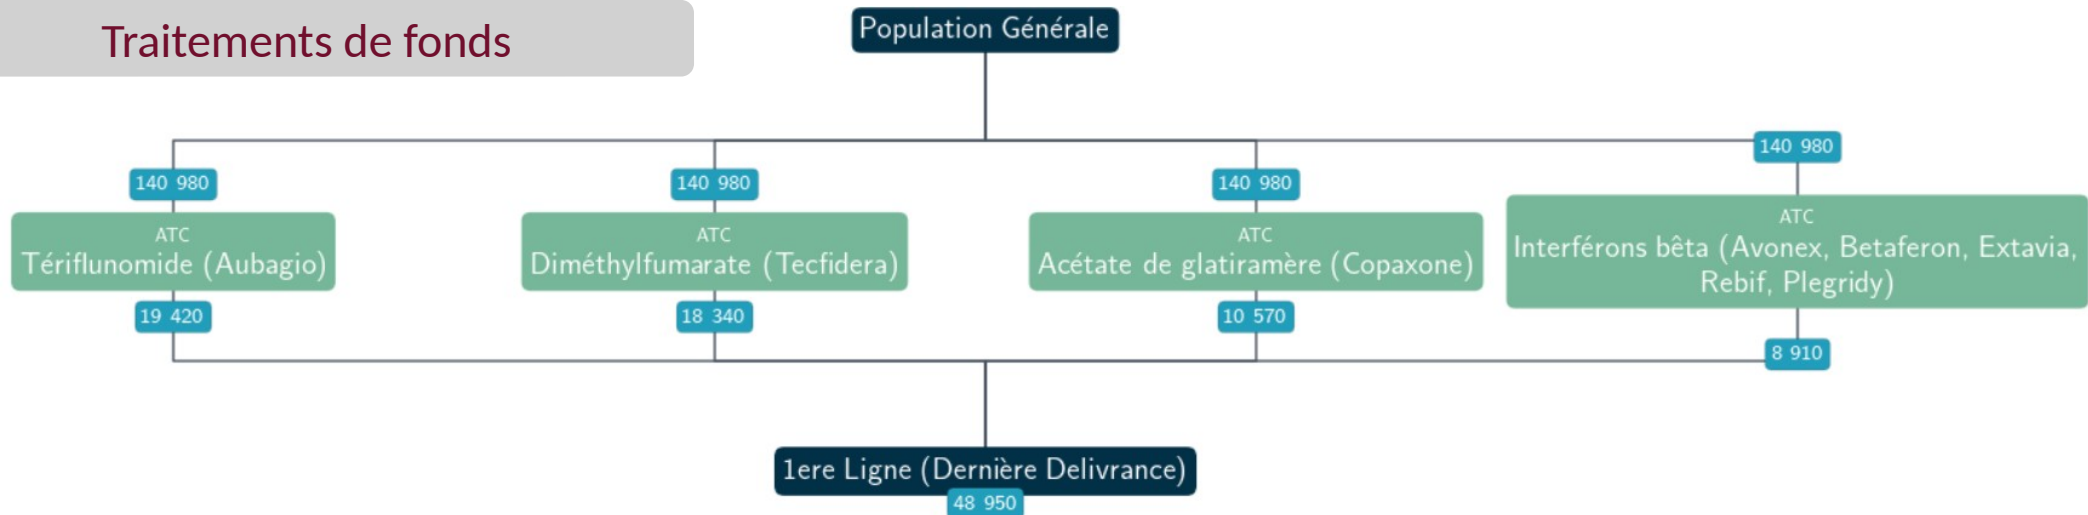 Traitements de fonds
Population Générale
140 980
140 980
140 980
140 980
ATC
Tériflunomide (Aubagio)
ATC
Diméthylfumarate (Tecfidera)
ATC
Acétate de glatiramère (Copaxone)
ATC
Interférons bêta (Avonex, Betaferon, Extavia,
Rebif, Plegridy)
19 420
18 340
10 570
8 910
1ere Ligne (Dernière Delivrance)
48 950